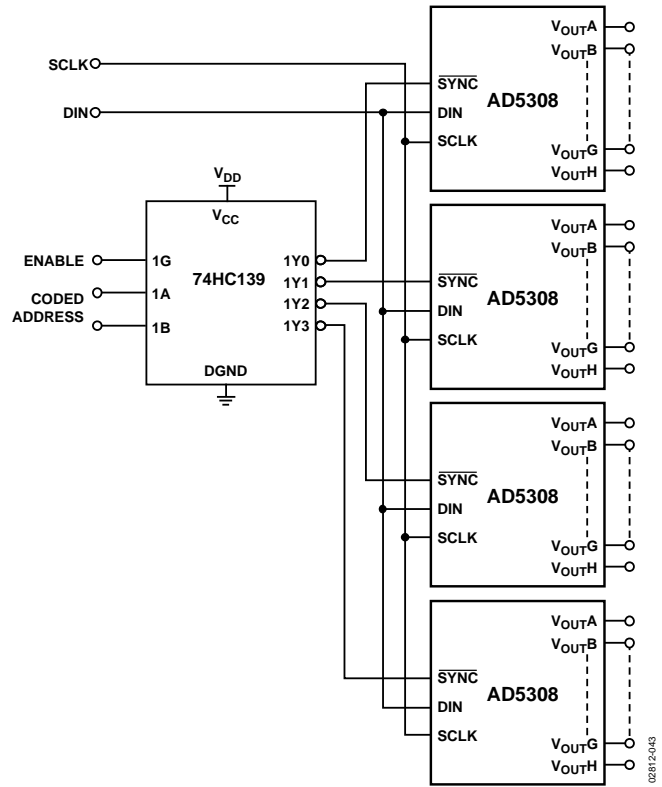 SCLK
DIN
V_DD
V_CC
ENABLE
CODED
ADDRESS
1G
1A
1B
74HC139
1Y0
1Y1
1Y2
1Y3
DGND
SYNC
DIN
SCLK
AD5308
V_OUTA
V_OUTB
V_OUTG
V_OUTH
SYNC
DIN
SCLK
AD5308
V_OUTA
V_OUTB
V_OUTG
V_OUTH
SYNC
DIN
SCLK
AD5308
V_OUTA
V_OUTB
V_OUTG
V_OUTH
SYNC
DIN
SCLK
AD5308
V_OUTA
V_OUTB
V_OUTG
V_OUTH
02812-043